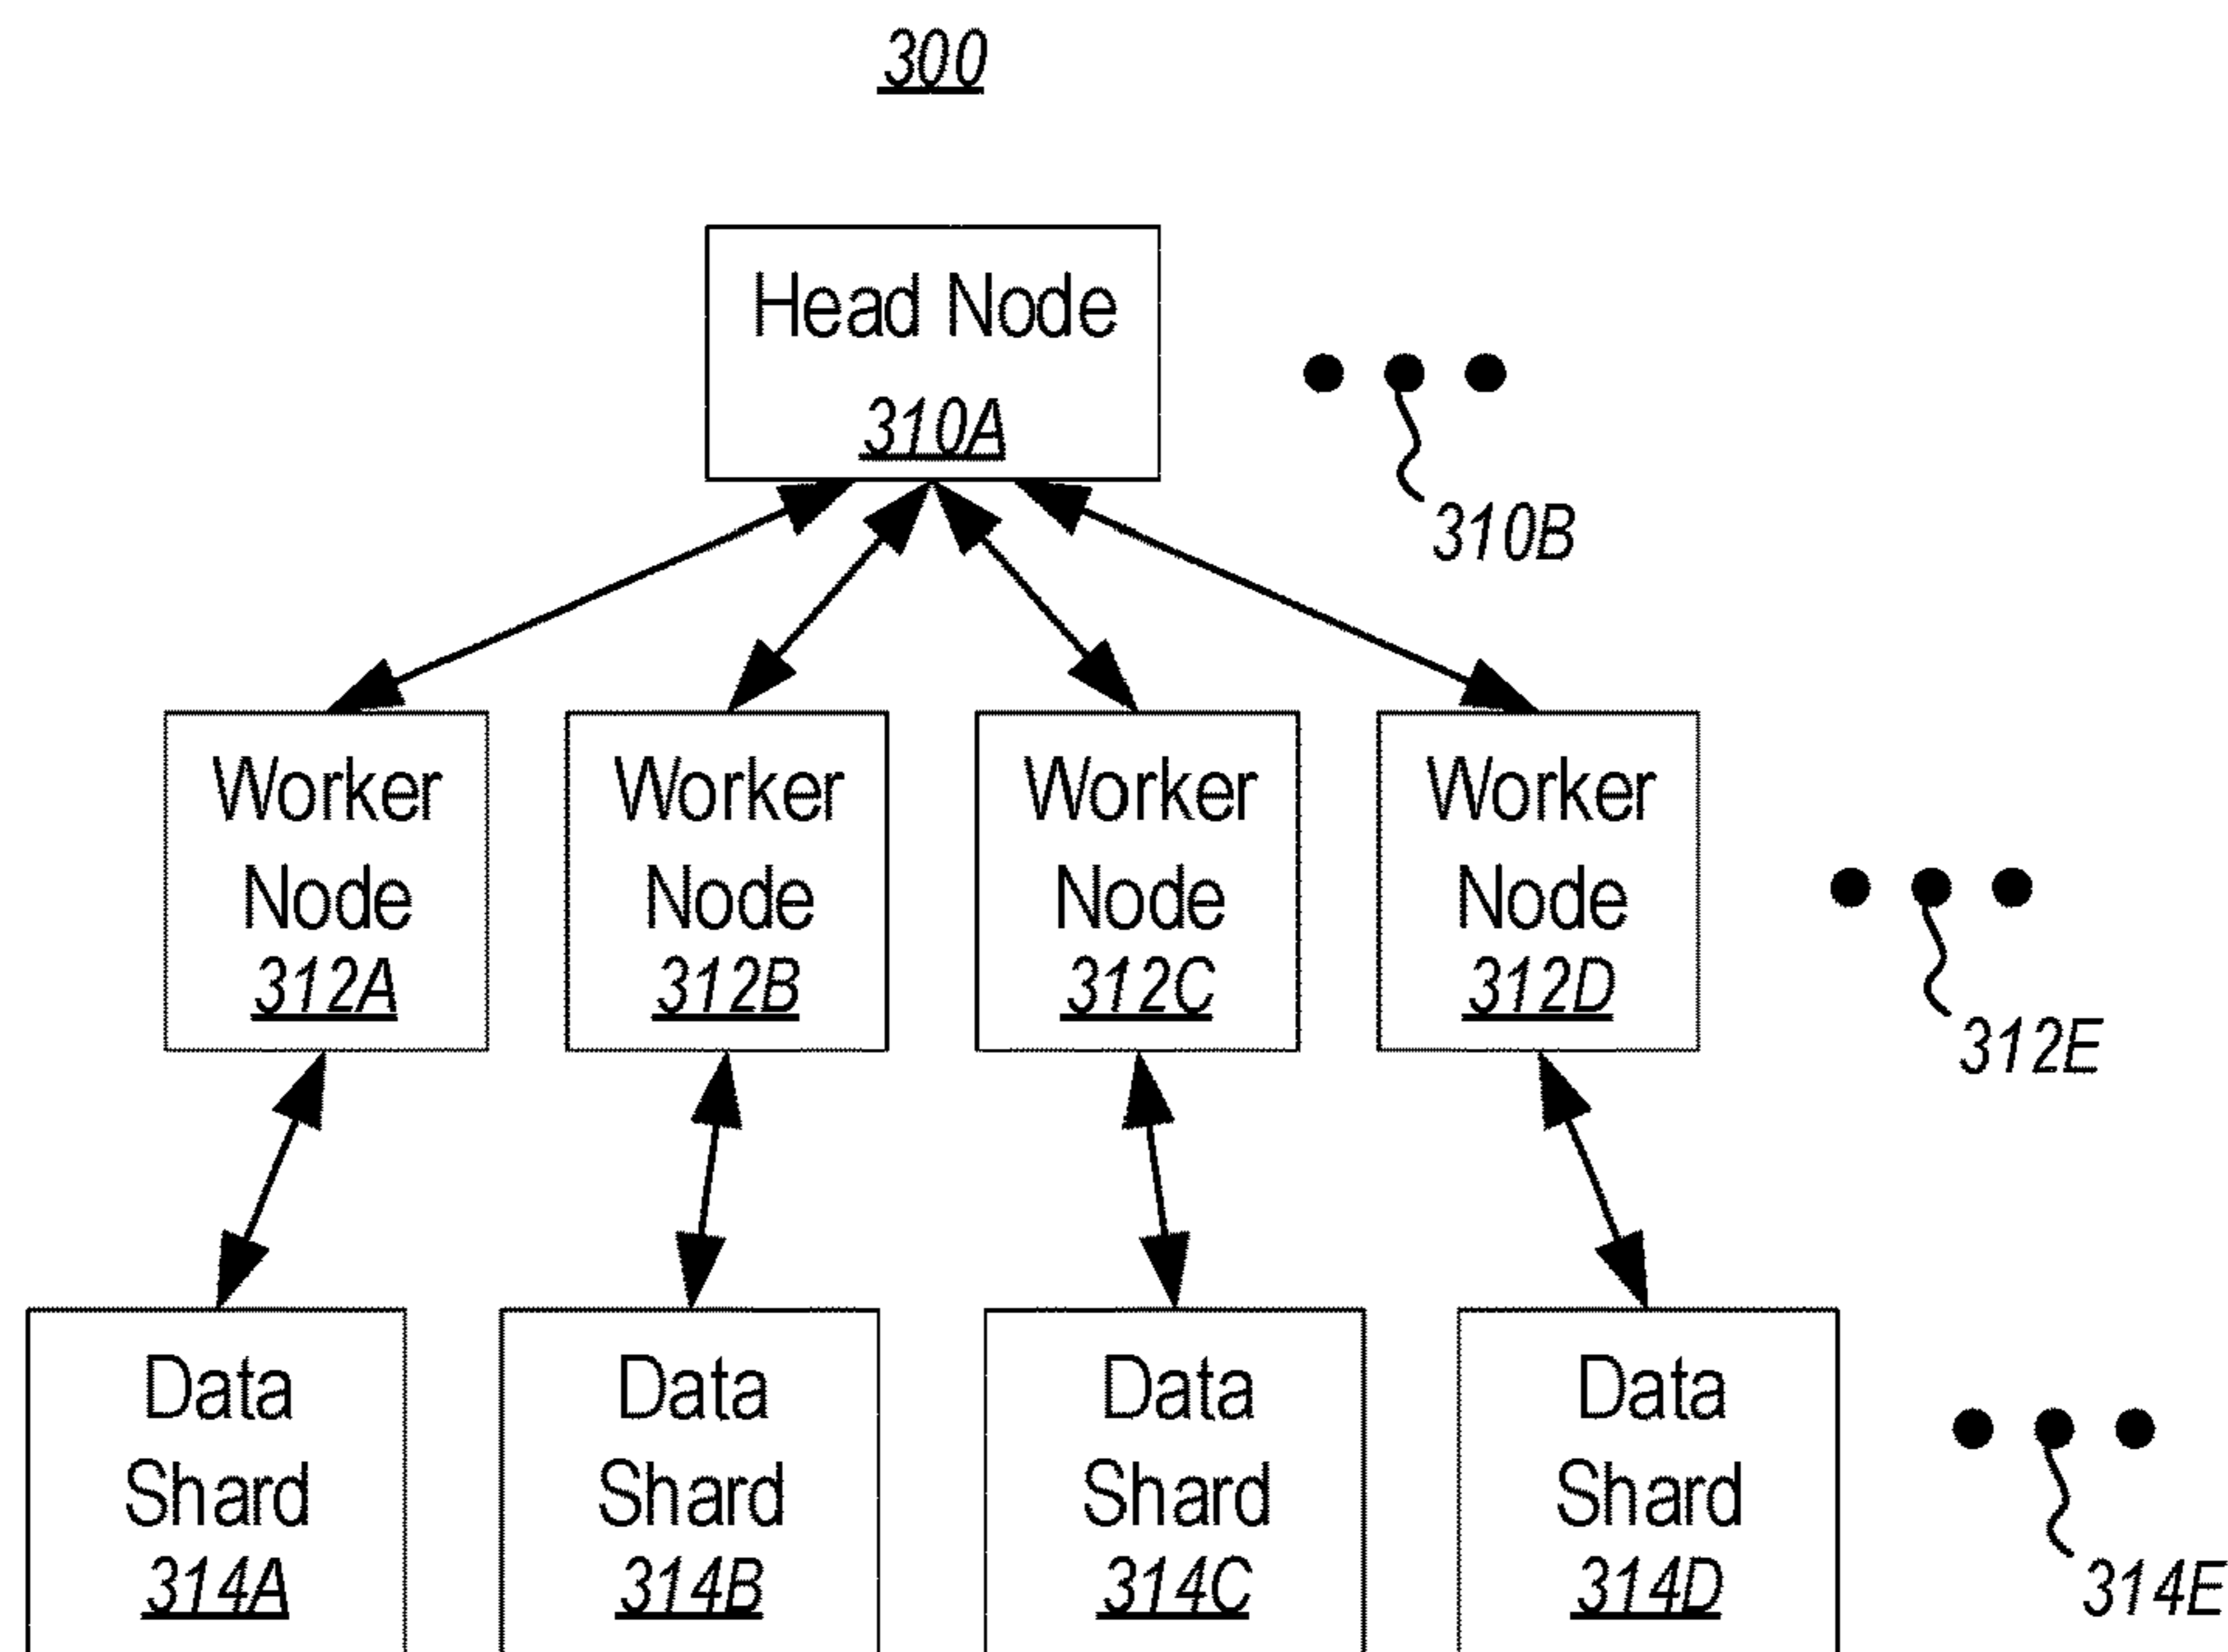 300
Head Node
310A
310B
Worker
Node
312A
Worker
Node
312B
Worker
Node
312C
Worker
Node
312D
312E
Data
Shard
314A
Data
Shard
314B
Data
Shard
314C
Data
Shard
314D
314E